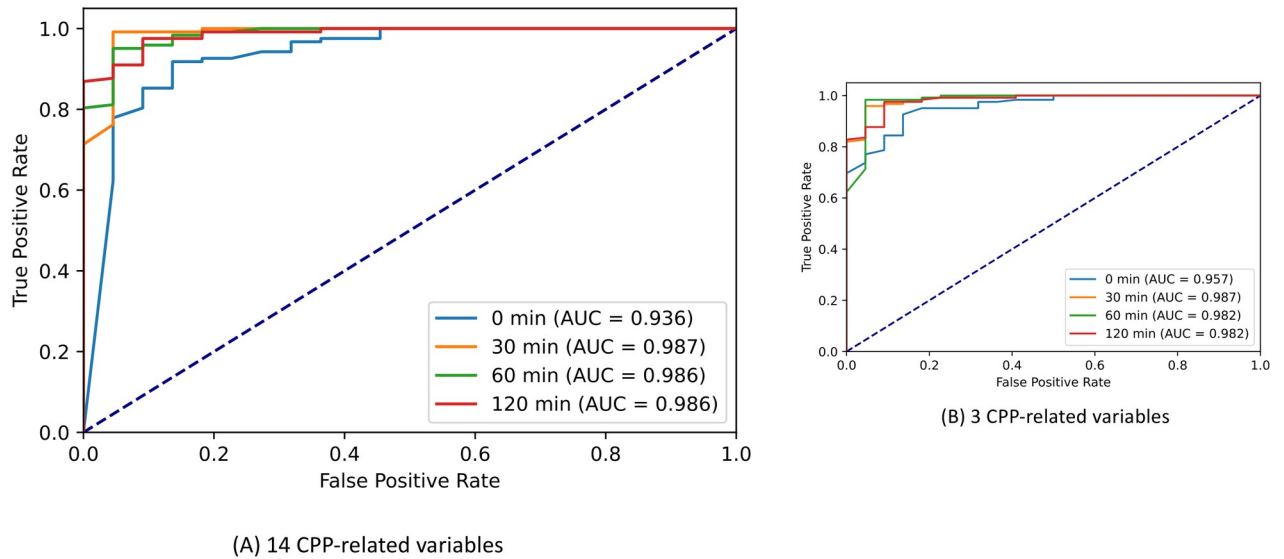 1.0
0.8
0.6
0.4
0.2
0.0
True Positive Rate
0.0 0.2 0.4 0.6 0.8 1.0
False Positive Rate
0 min (AUC = 0.936)
30 min (AUC = 0.987)
60 min (AUC = 0.986)
120 min (AUC = 0.986)
(A) 14 CPP-related variables
1.0
0.8
0.6
0.4
0.2
0.0
True Positive Rate
0.0 0.2 0.4 0.6 0.8 1.0
False Positive Rate
0 min (AUC = 0.957)
30 min (AUC = 0.987)
60 min (AUC = 0.982)
120 min (AUC = 0.982)
(B) 3 CPP-related variables